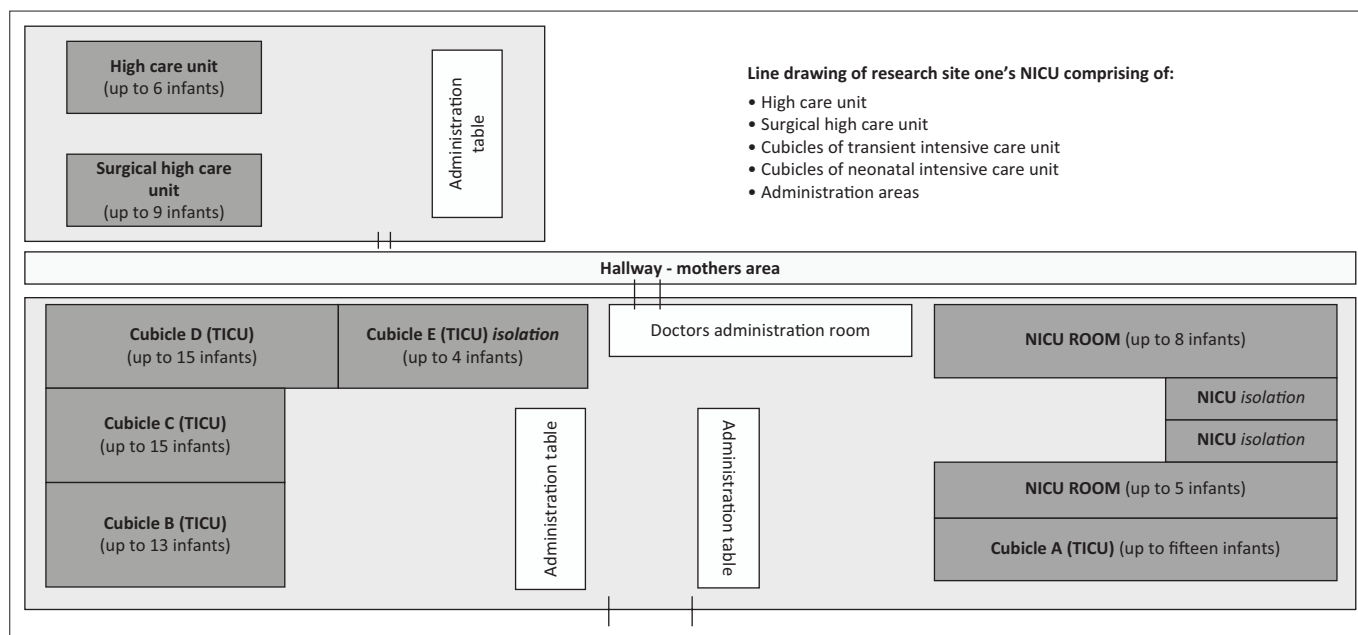 High care unit
(up to 6 infants)
Surgical high care
unit
(up to 9 infants)
Administration
table
Line drawing of research site one's NICU comprising of:
• High care unit
• Surgical high care unit
• Cubicles of transient intensive care unit
• Cubicles of neonatal intensive care unit
• Administration areas
Hallway - mothers area
Cubicle D (TICU)
(up to 15 infants)
Cubicle E (TICU) isolation
(up to 4 infants)
Doctors administration room
NICU ROOM (up to 8 infants)
Cubicle C (TICU)
(up to 15 infants)
NICU isolation
NICU isolation
Cubicle B (TICU)
(up to 13 infants)
Administration table
Administration table
NICU ROOM (up to 5 infants)
Cubicle A (TICU) (up to fifteen infants)